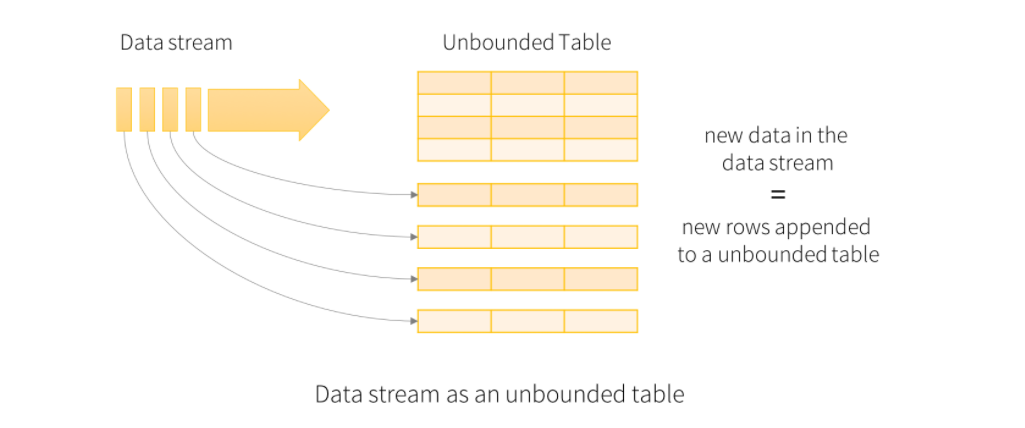 Data stream
Unbounded Table
new data in the
data stream
=
new rows appended
to a unbounded table
Data stream as an unbounded table